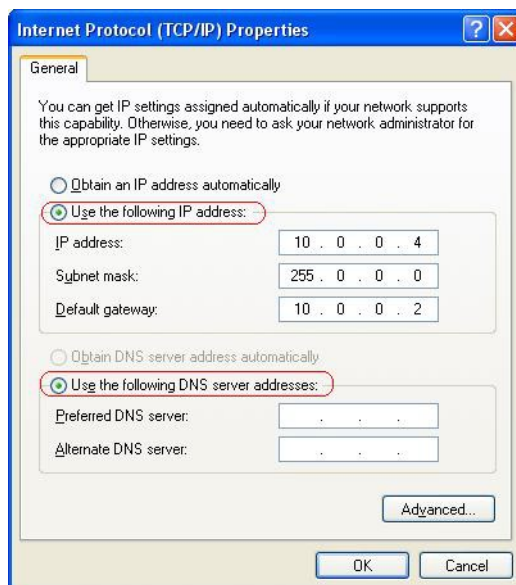 Internet Protocol (TCP/IP) Properties
General
You can get IP settings assigned automatically if your network supports
this capability. Otherwise, you need to ask your network administrator for
the appropriate IP settings.
Obtain an IP address automatically
Use the following IP address:
IP address: 10 . 0 . 0 . 4
Subnet mask: 255 . 0 . 0 . 0
Default gateway: 10 . 0 . 0 . 2
Obtain DNS server address automatically
Use the following DNS server addresses:
Preferred DNS server: . . .
Alternate DNS server: . . .
Advanced...
OK Cancel